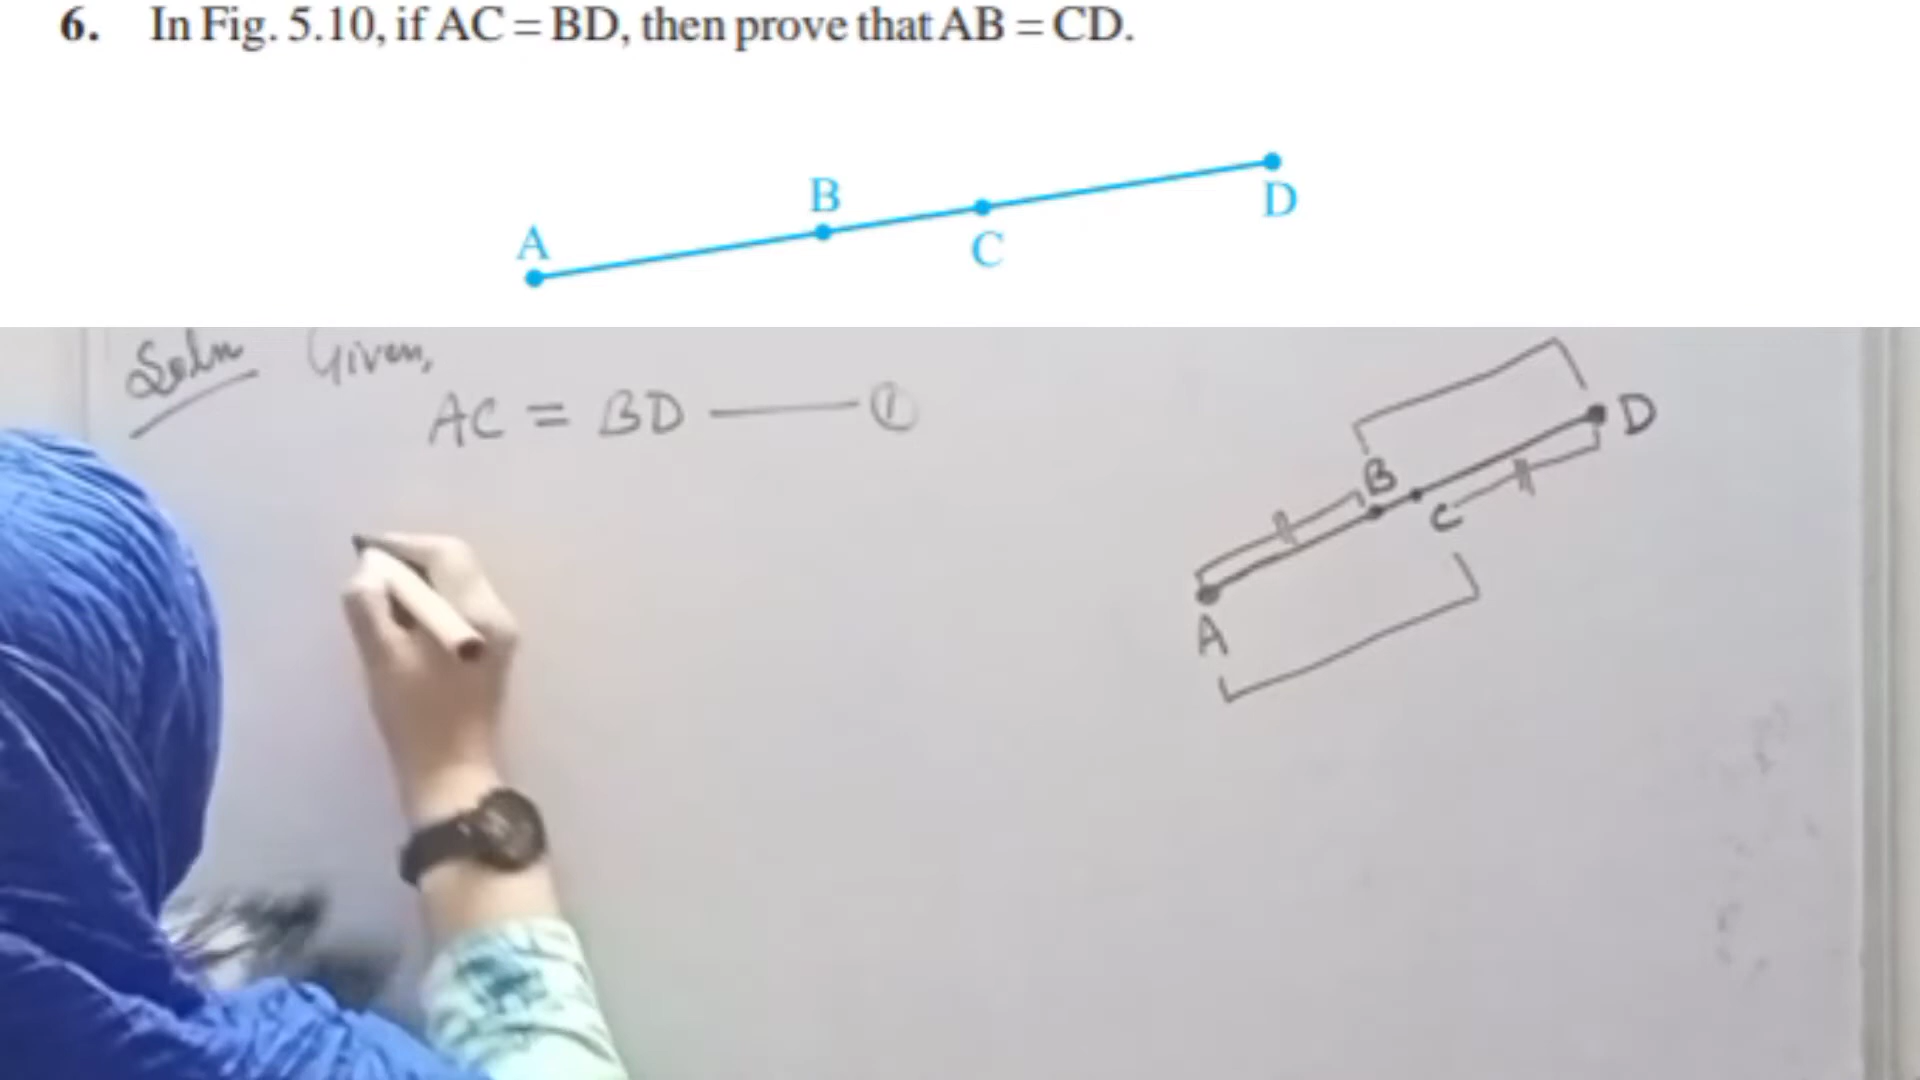 6. In Fig. 5.10, if AC = BD, then prove that AB = CD.
B
D
A
C
Soln Given,
AC = BD —— ①
D
B
C
A